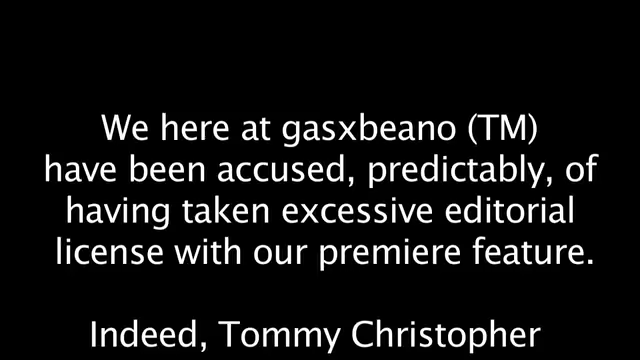 We here at gasxbeano (TM)
have been accused, predictably, of
having taken excessive editorial
license with our premiere feature.
Indeed, Tommy Christopher